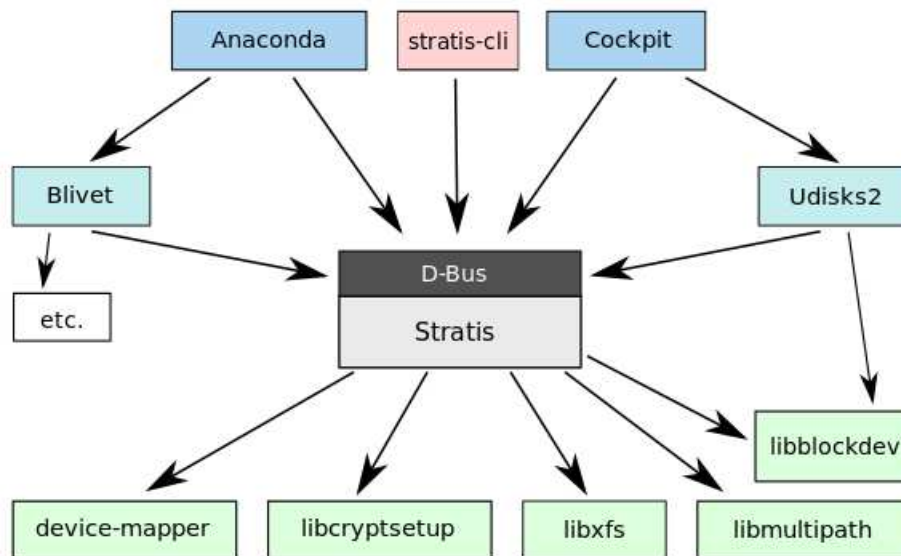 Anaconda
stratis-cli
Cockpit
Blivet
Udisks2
D-Bus
etc.
Stratis
libblockdev
device-mapper
libcryptsetup
libxfs
libmultipath